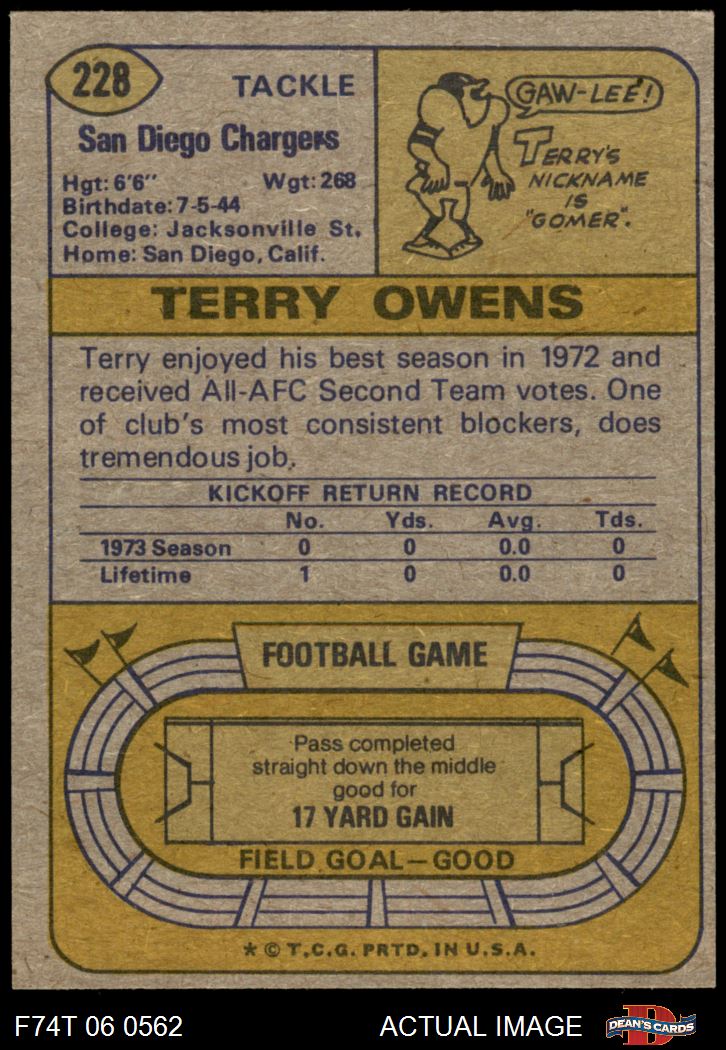 228
TACKLE
San Diego Chargers
Hgt: 6'6" Wgt: 268
Birthdate: 7-5-44
College: Jacksonville St.
Home: San Diego, Calif.
GAW-LEE!
TERRY'S
NICKNAME
IS
"GOMER".
TERRY OWENS
Terry enjoyed his best season in 1972 and
received All-AFC Second Team votes. One
of club's most consistent blockers, does
tremendous job.
KICKOFF RETURN RECORD
No. Yds. Avg. Tds.
1973 Season 0 0 0.0 0
Lifetime 1 0 0.0 0
FOOTBALL GAME
Pass completed
straight down the middle
good for
17 YARD GAIN
FIELD GOAL—GOOD
* © T.C.G. PRTD. IN U.S.A.
F74T 06 0562 ACTUAL IMAGE
D
DEAN'S CARDS